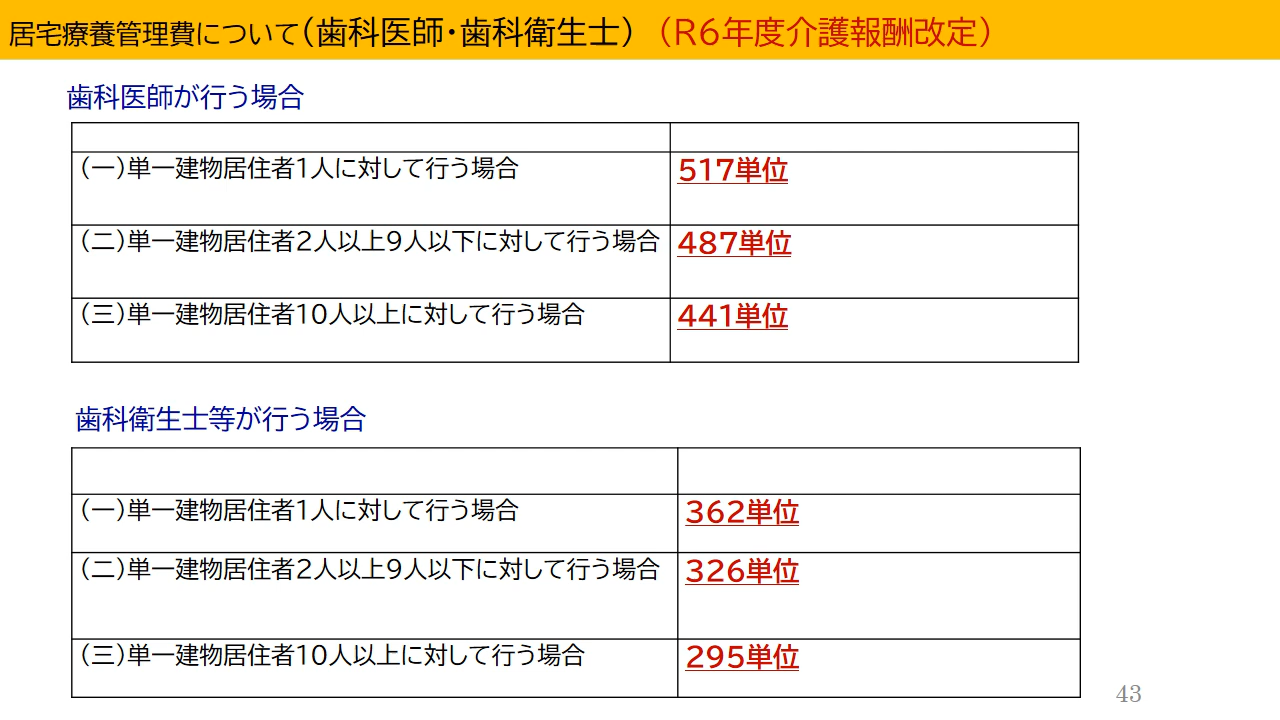 居宅療養管理費について(歯科医師・歯科衛生士)(R6年度介護報酬改定)
歯科医師が行う場合
(一)単一建物居住者1人に対して行う場合
517単位
(二)単一建物居住者2人以上9人以下に対して行う場合
487単位
(三)単一建物居住者10人以上に対して行う場合
441単位
歯科衛生士等が行う場合
(一)単一建物居住者1人に対して行う場合
362単位
(二)単一建物居住者2人以上9人以下に対して行う場合
326単位
(三)単一建物居住者10人以上に対して行う場合
295単位
43